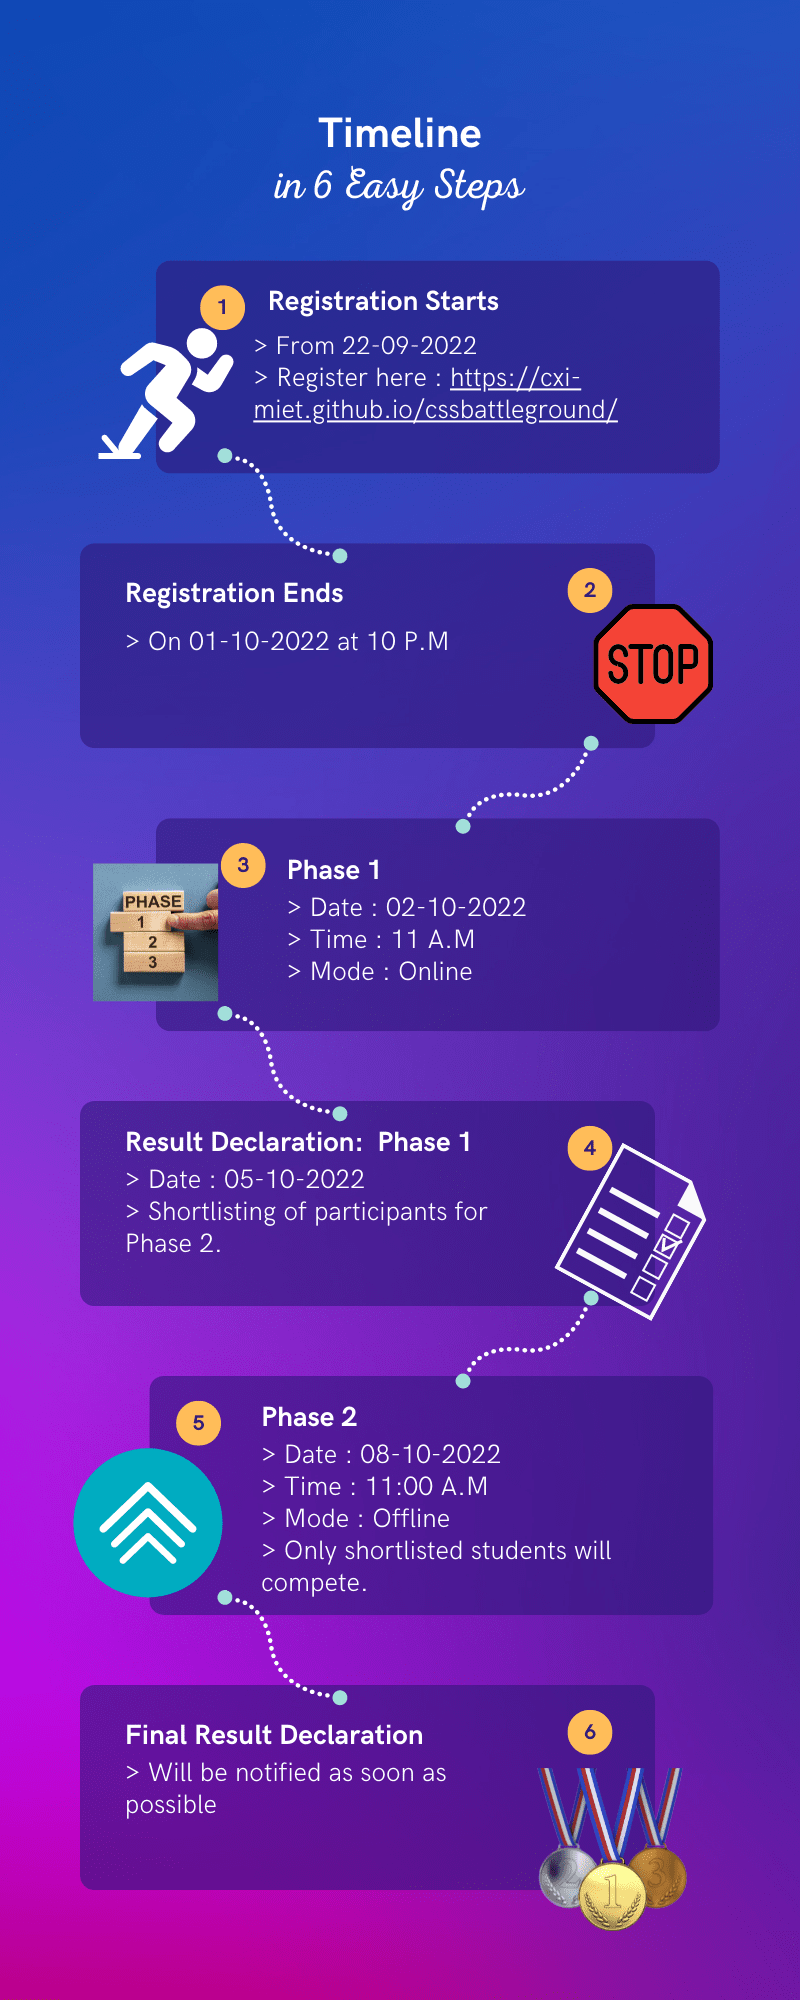 Timeline
in 6 Easy Steps
1
Registration Starts
> From 22-09-2022
> Register here : https://cxi-
miet.github.io/cssbattleground/
Registration Ends
2
> On 01-10-2022 at 10 P.M
STOP
3
Phase 1
PHASE
1
2
3
> Date : 02-10-2022
> Time : 11 A.M
> Mode : Online
Result Declaration:  Phase 1
4
> Date : 05-10-2022
> Shortlisting of participants for
Phase 2.
5
Phase 2
> Date : 08-10-2022
> Time : 11:00 A.M
> Mode : Offline
> Only shortlisted students will
compete.
Final Result Declaration
6
> Will be notified as soon as
possible
2
1
3